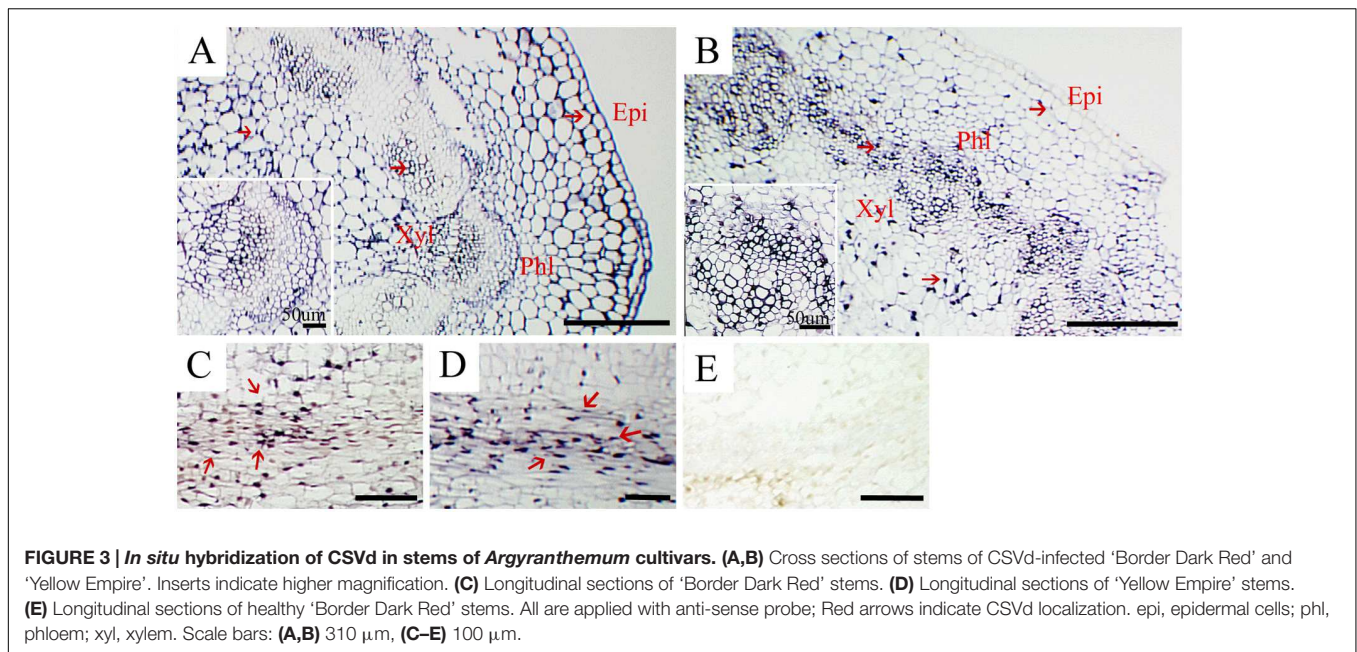 A
Epi
Xyl
Phl
50um
B
Epi
Phl
Xyl
50um
C
D
E
FIGURE 3 | In situ hybridization of CSVd in stems of Argyranthemum cultivars. (A,B) Cross sections of stems of CSVd-infected ‘Border Dark Red’ and
‘Yellow Empire’. Inserts indicate higher magnification. (C) Longitudinal sections of ‘Border Dark Red’ stems. (D) Longitudinal sections of ‘Yellow Empire’ stems.
(E) Longitudinal sections of healthy ‘Border Dark Red’ stems. All are applied with anti-sense probe; Red arrows indicate CSVd localization. epi, epidermal cells; phl,
phloem; xyl, xylem. Scale bars: (A,B) 310 μm, (C–E) 100 μm.